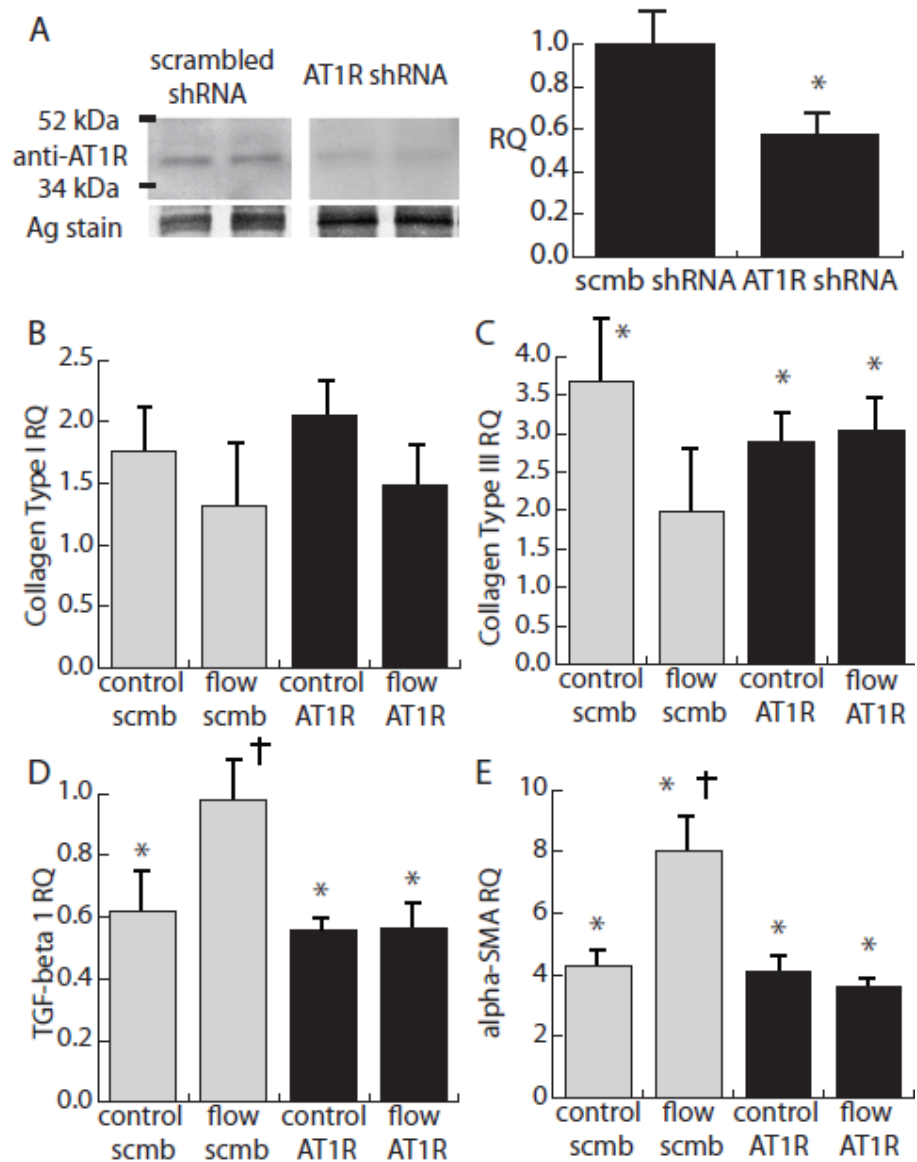 A
scrambled
shRNA
AT1R shRNA
52 kDa
anti-AT1R
34 kDa
Ag stain
RQ
1.0
0.8
0.6
0.4
0.2
0.0
*
scmb shRNA AT1R shRNA
B
Collagen Type I RQ
2.5
2.0
1.5
1.0
0.5
0.0
control
scmb
flow
scmb
control
AT1R
flow
AT1R
C
Collagen Type III RQ
4.0
3.5
3.0
2.5
2.0
1.5
1.0
0.5
0.0
*
*
*
control
scmb
flow
scmb
control
AT1R
flow
AT1R
D
TGF-beta 1 RQ
1.0
0.8
0.6
0.4
0.2
0.0
*
†
*
*
control
scmb
flow
scmb
control
AT1R
flow
AT1R
E
alpha-SMA RQ
10
8
6
4
2
0
*
* †
*
*
control
scmb
flow
scmb
control
AT1R
flow
AT1R